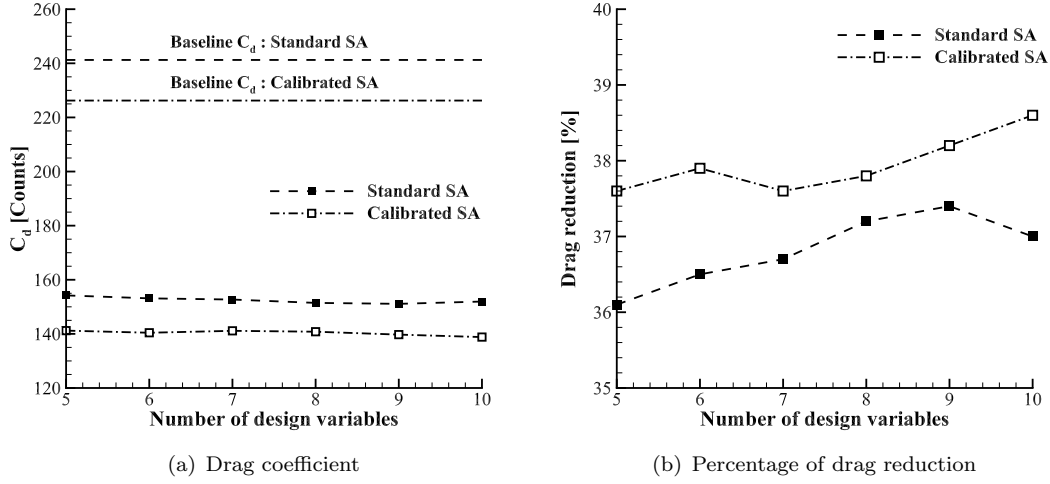 260
240
220
200
180
160
140
120
C_d [Counts]
Baseline C_d : Standard SA
Baseline C_d : Calibrated SA
Standard SA
Calibrated SA
5 6 7 8 9 10
Number of design variables
(a) Drag coefficient
40
39
38
37
36
35
Drag reduction [%]
Standard SA
Calibrated SA
5 6 7 8 9 10
Number of design variables
(b) Percentage of drag reduction